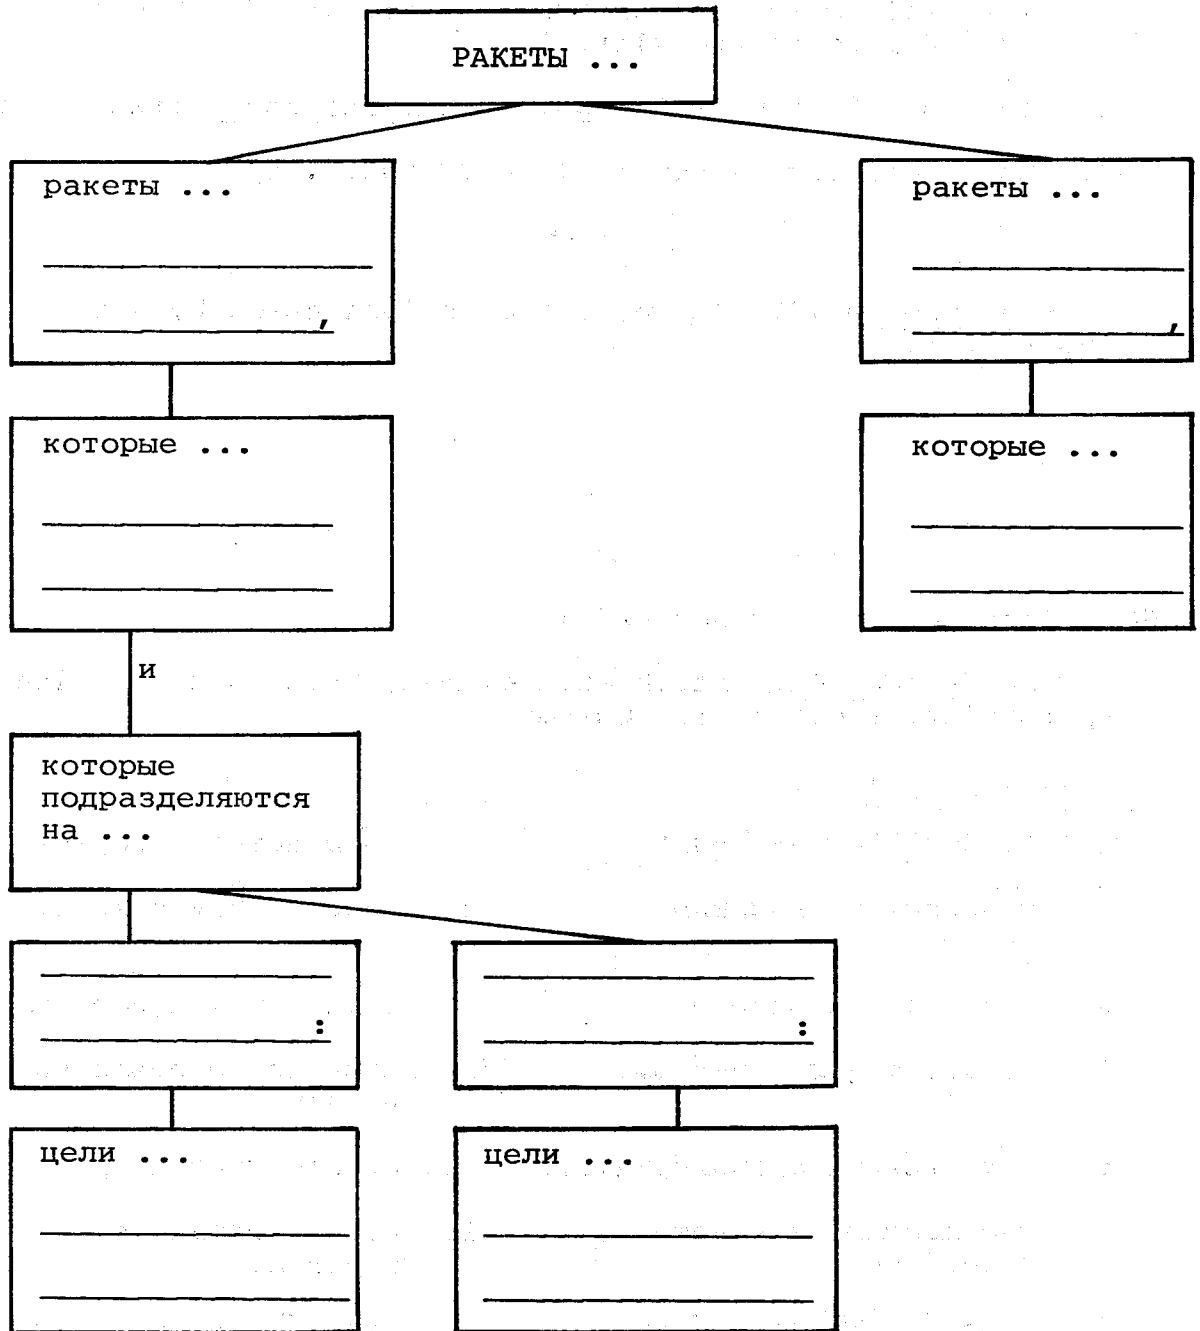 РАКЕТЫ ...
ракеты ...
,
ракеты ...
,
которые ...
которые ...
и
которые
подразделяются
на ...
:
:
цели ...
цели ...